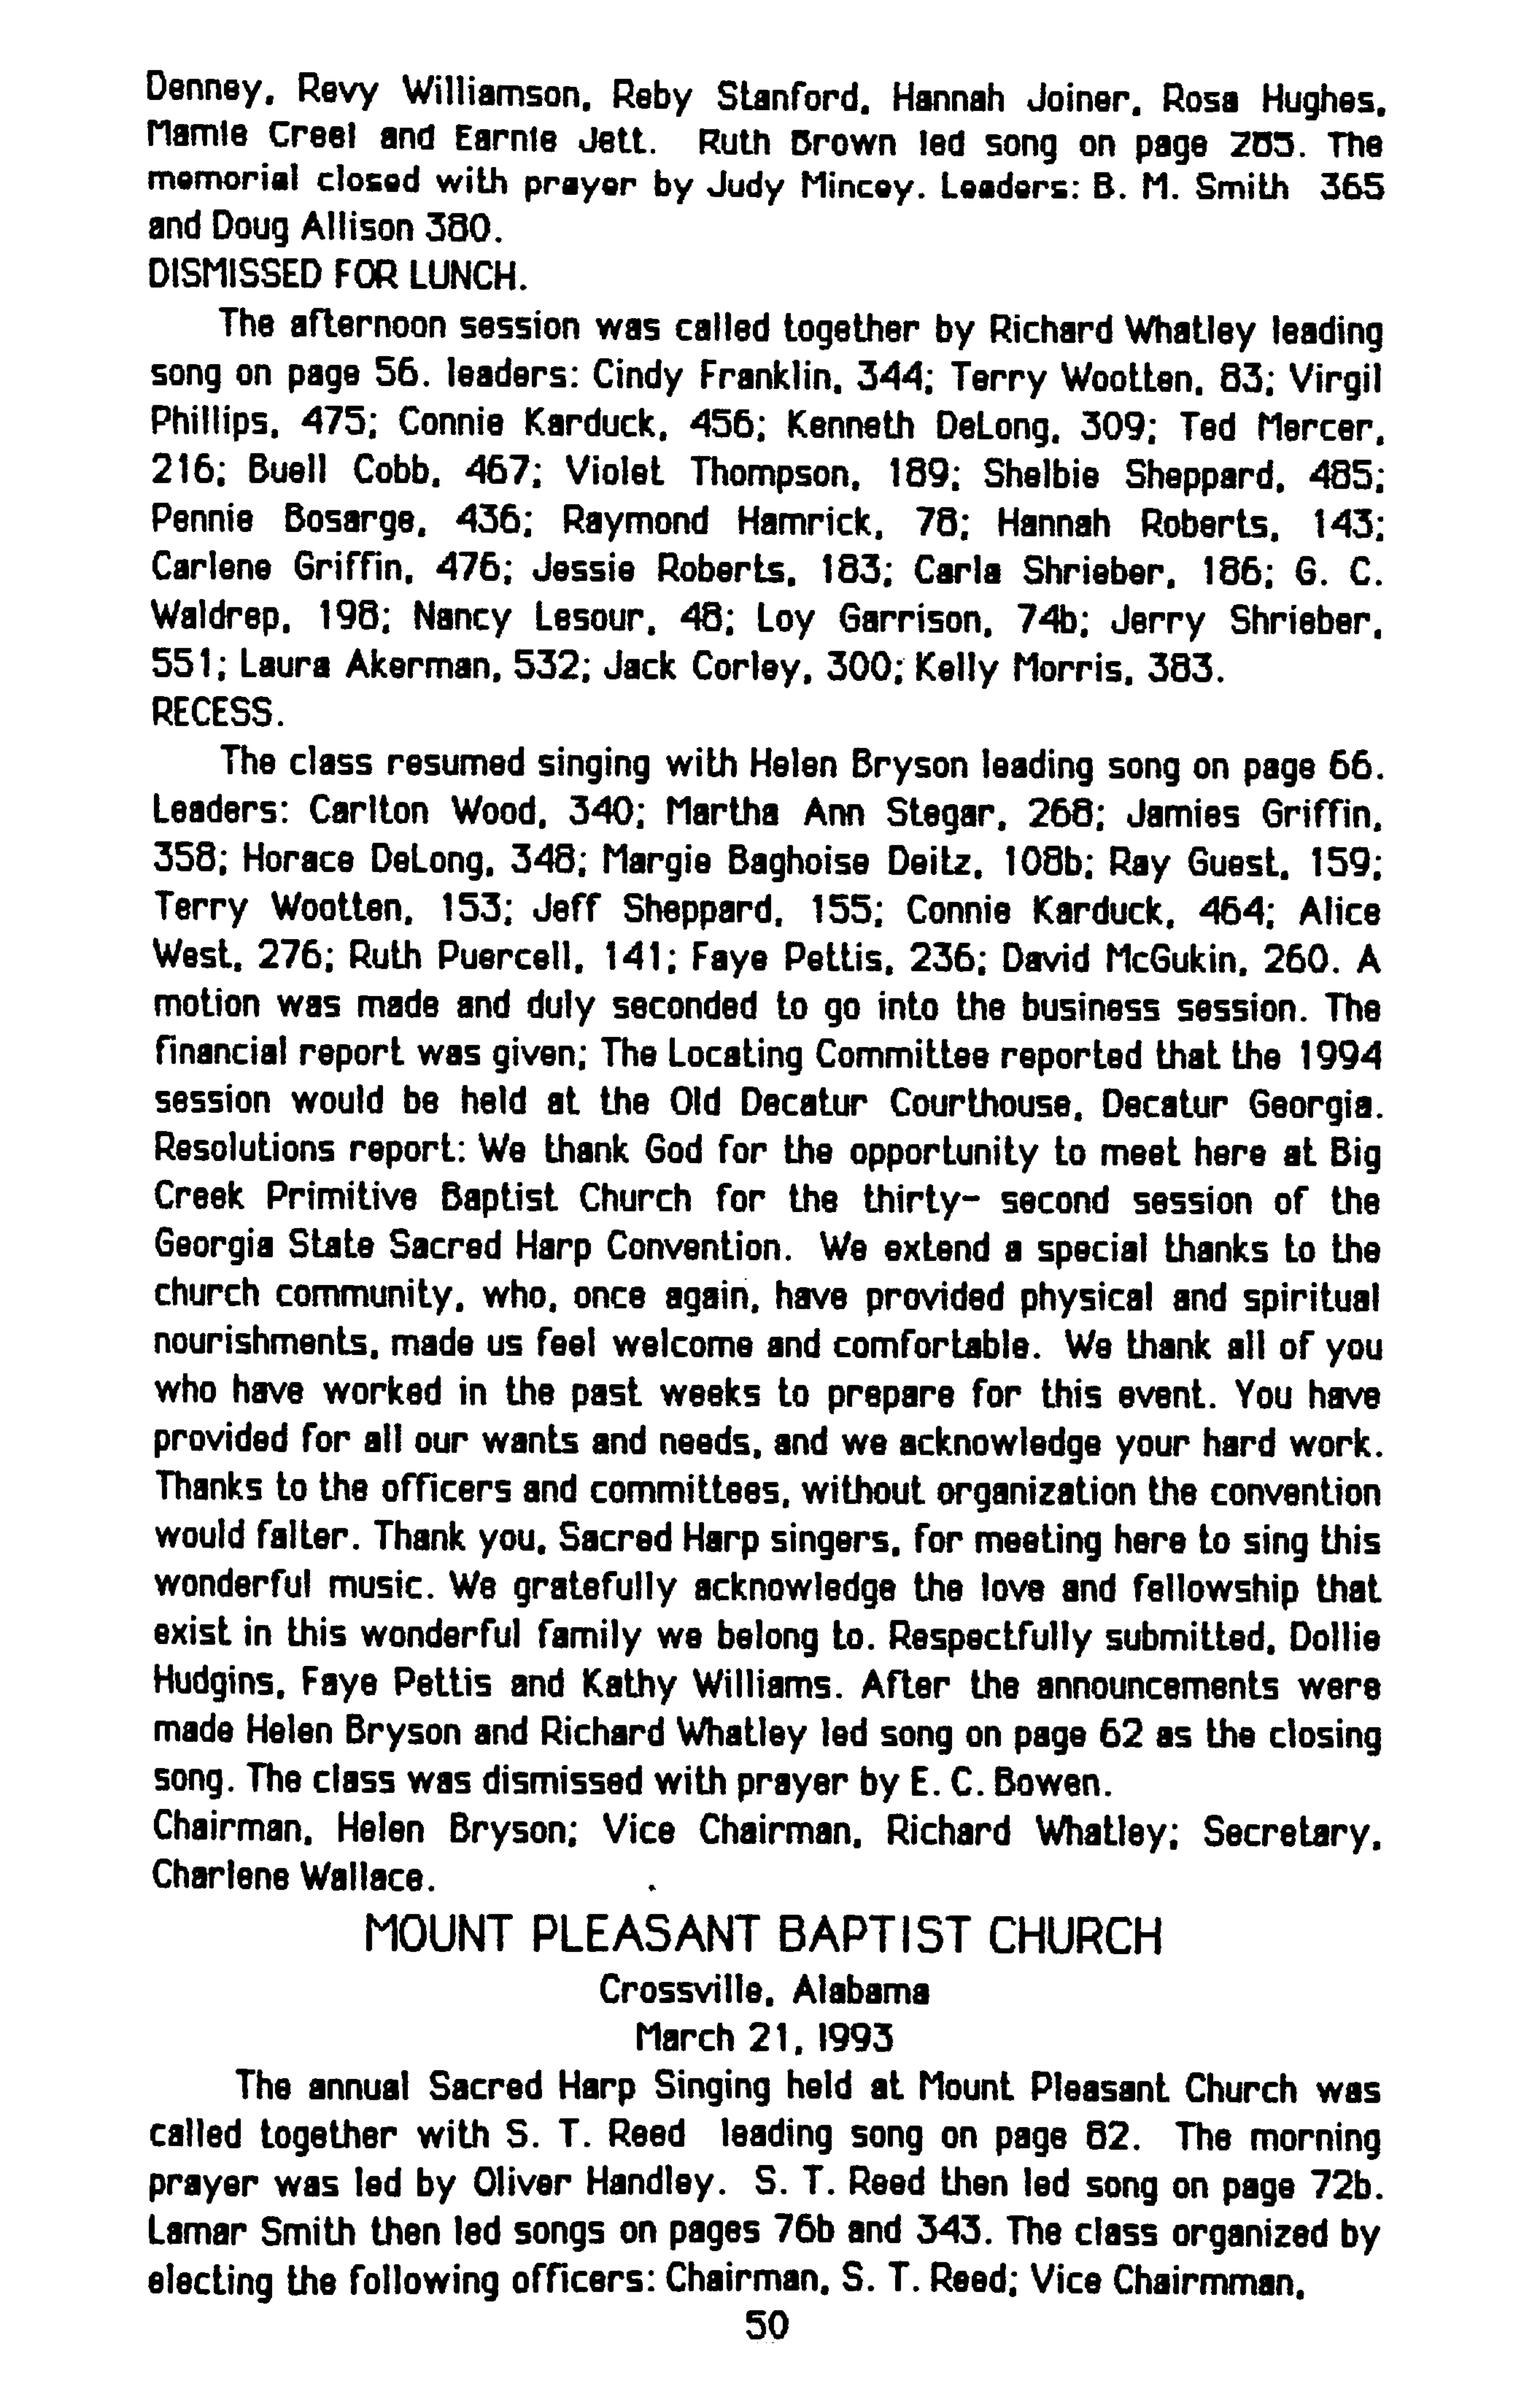 Denney, Revy Williamson, Reby Stanford, Hannah Joiner, Rosa Hughes,
Mamie Creel and Earnie Jett. Ruth Brown led song on page 285. The
memorial closed with prayer by Judy Mincey. Leaders: B. M. Smith 365
and Doug Allison 380.
DISMISSED FOR LUNCH.
The afternoon session was called together by Richard Whatley leading
song on page 56. leaders: Cindy Franklin, 344; Terry Wootten, 83; Virgil
Phillips, 475; Connie Karduck, 456; Kenneth DeLong, 309; Ted Mercer,
216; Buell Cobb, 467; Violet Thompson, 189; Shelbie Sheppard, 485;
Pennie Bosarge, 436; Raymond Hamrick, 78; Hannah Roberts, 143;
Carlene Griffin, 476; Jessie Roberts, 183; Carla Shrieber, 186; G. C.
Waldrep, 198; Nancy Lesour, 48; Loy Garrison, 74b; Jerry Shrieber,
551; Laura Akerman, 532; Jack Corley, 300; Kelly Morris, 383.
RECESS.
The class resumed singing with Helen Bryson leading song on page 66.
Leaders: Carlton Wood, 340; Martha Ann Stegar, 268; Jamies Griffin,
358; Horace DeLong, 348; Margie Baghoise Deitz, 108b; Ray Guest, 159;
Terry Wootten, 153; Jeff Sheppard, 155; Connie Karduck, 464; Alice
West, 276; Ruth Puercell, 141; Faye Pettis, 236; David McGukin, 260. A
motion was made and duly seconded to go into the business session. The
financial report was given; The Locating Committee reported that the 1994
session would be held at the Old Decatur Courthouse, Decatur Georgia.
Resolutions report: We thank God for the opportunity to meet here at Big
Creek Primitive Baptist Church for the thirty- second session of the
Georgia State Sacred Harp Convention. We extend a special thanks to the
church community, who, once again, have provided physical and spiritual
nourishments, made us feel welcome and comfortable. We thank all of you
who have worked in the past weeks to prepare for this event. You have
provided for all our wants and needs, and we acknowledge your hard work.
Thanks to the officers and committees, without organization the convention
would falter. Thank you, Sacred Harp singers, for meeting here to sing this
wonderful music. We gratefully acknowledge the love and fellowship that
exist in this wonderful family we belong to. Respectfully submitted, Dollie
Hudgins, Faye Pettis and Kathy Williams. After the announcements were
made Helen Bryson and Richard Whatley led song on page 62 as the closing
song. The class was dismissed with prayer by E. C. Bowen.
Chairman, Helen Bryson; Vice Chairman, Richard Whatley; Secretary,
Charlene Wallace.
MOUNT PLEASANT BAPTIST CHURCH
Crossville, Alabama
March 21, 1993
The annual Sacred Harp Singing held at Mount Pleasant Church was
called together with S. T. Reed leading song on page 82. The morning
prayer was led by Oliver Handley. S. T. Reed then led song on page 72b.
Lamar Smith then led songs on pages 76b and 343. The class organized by
electing the following officers: Chairman, S. T. Reed; Vice Chairmman,
50